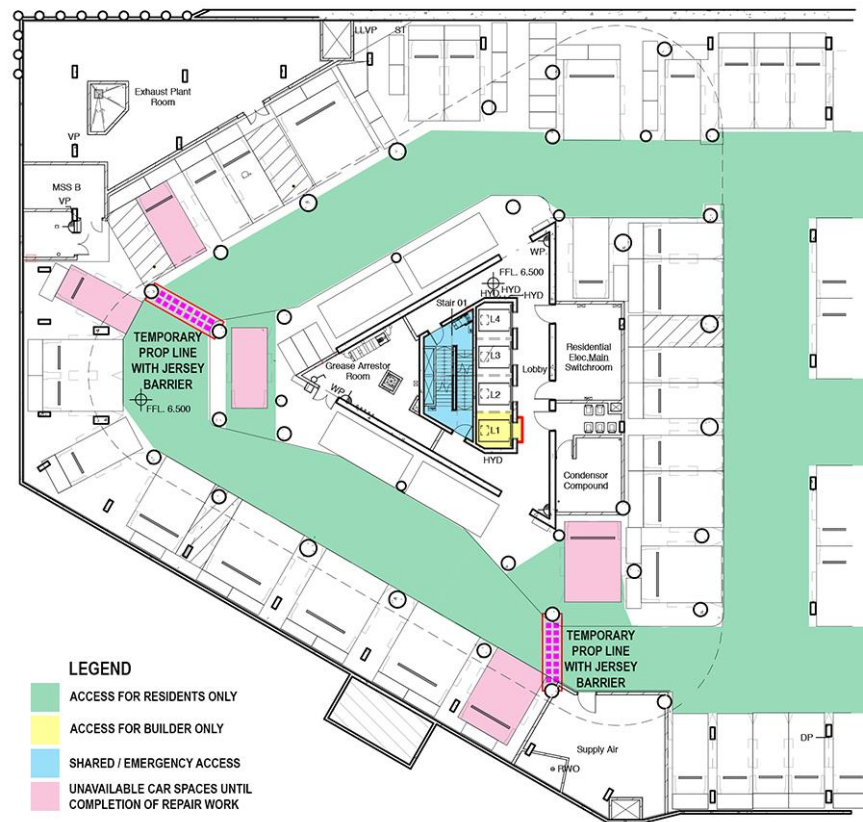 LLVP
ST
Exhaust Plant
Room
VP
MSS B
VP
WP
FFL. 6.500
HYD
HYD
HYD
Stair 01
L4
L3
Lobby
L2
L1
HYD
Residential
Elec.Main
Switchroom
Grease Arrestor
Room
WP
TEMPORARY
PROP LINE
WITH JERSEY
BARRIER
FFL. 6.500
Condensor
Compound
TEMPORARY
PROP LINE
WITH JERSEY
BARRIER
Supply Air
RWO
DP
LEGEND
ACCESS FOR RESIDENTS ONLY
ACCESS FOR BUILDER ONLY
SHARED / EMERGENCY ACCESS
UNAVAILABLE CAR SPACES UNTIL
COMPLETION OF REPAIR WORK